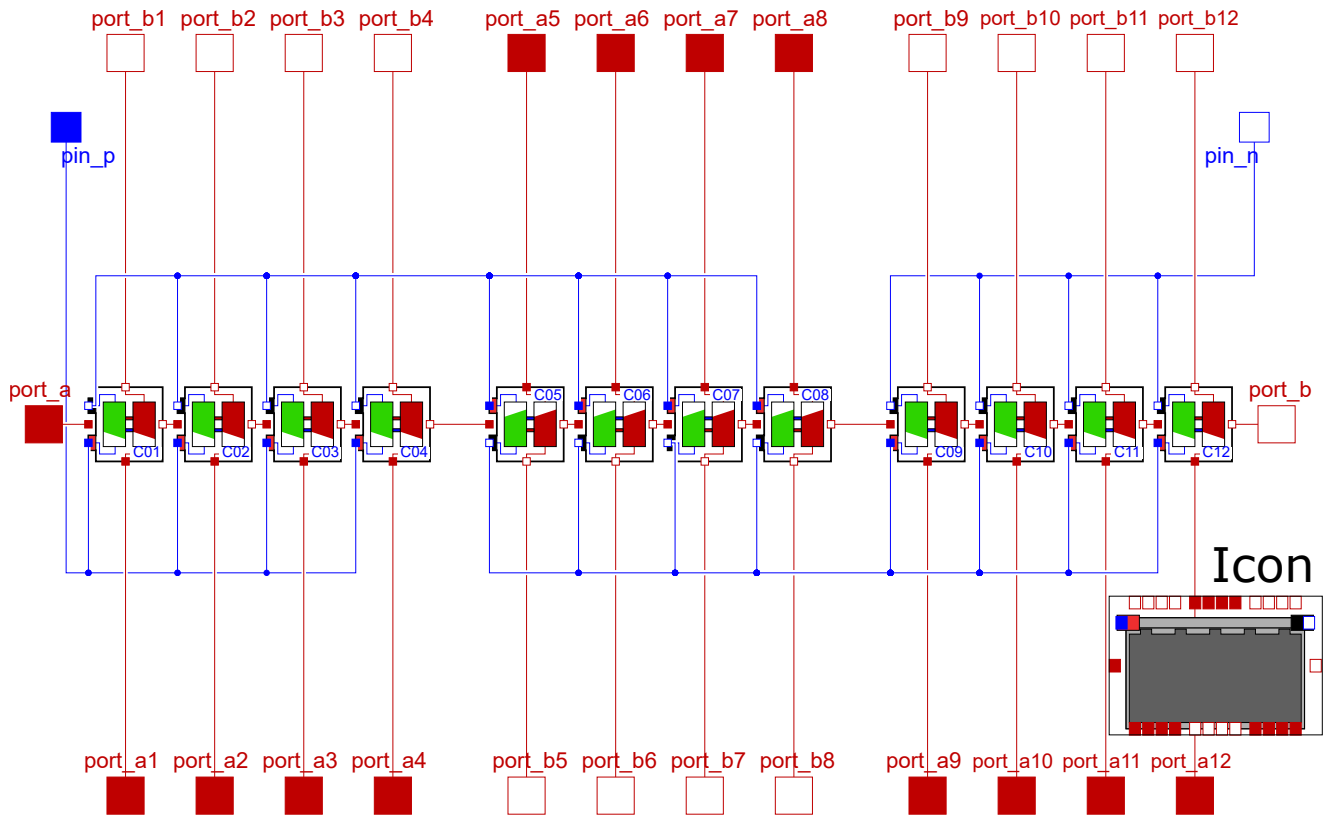 port_b1 port_b2 port_b3 port_b4 port_a5 port_a6 port_a7 port_a8 port_b9 port_b10 port_b11 port_b12
pin_p pin_n
port_a port_b
C05 C06 C07 C08
C01 C02 C03 C04 C09 C10 C11 C12
Icon
port_a1 port_a2 port_a3 port_a4 port_b5 port_b6 port_b7 port_b8 port_a9 port_a10 port_a11 port_a12